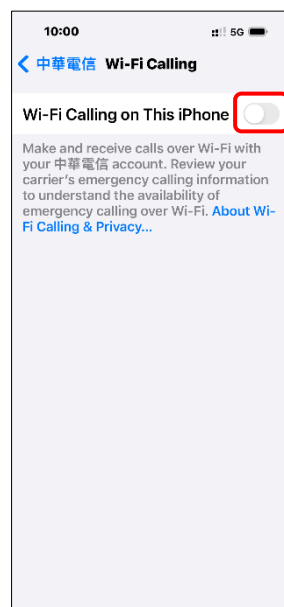 10:00 5G
中華電信 Wi-Fi Calling
Wi-Fi Calling on This iPhone
Make and receive calls over Wi-Fi with
your 中華電信 account. Review your
carrier's emergency calling information
to understand the availability of
emergency calling over Wi-Fi. About Wi-
Fi Calling & Privacy...